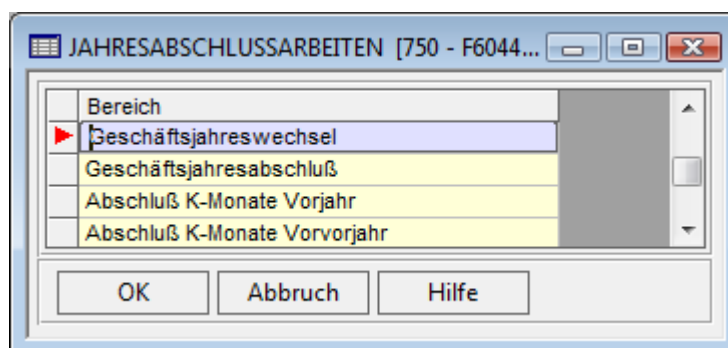 JAHRESABSCHLUSSARBEITEN [750 - F6044...
Bereich
Geschäftsjahreswechsel
Geschäftsjahresabschluß
Abschluß K-Monate Vorjahr
Abschluß K-Monate Vorvorjahr
OK Abbruch Hilfe